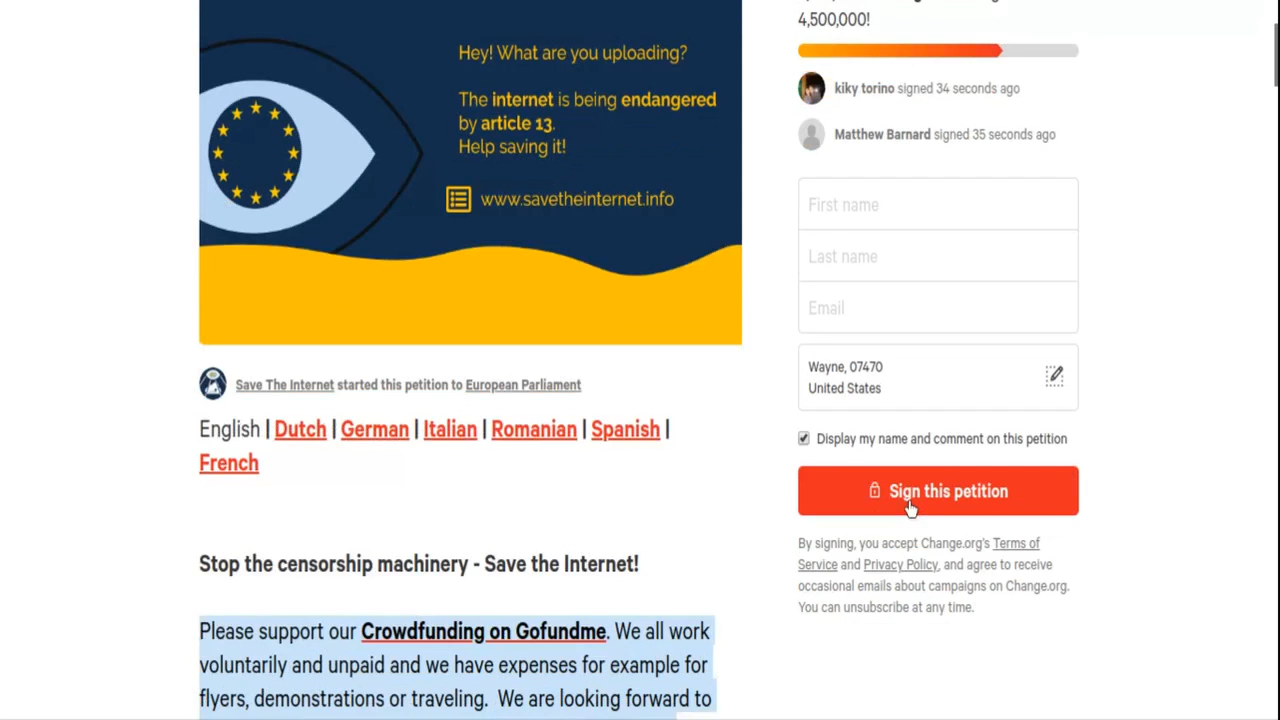 Hey! What are you uploading?
The internet is being endangered
by article 13.
Help saving it!
www.savetheinternet.info
Save The Internet started this petition to European Parliament
English | Dutch | German | Italian | Romanian | Spanish |
French
Stop the censorship machinery - Save the Internet!
Please support our Crowdfunding on Gofundme. We all work
voluntarily and unpaid and we have expenses for example for
flyers, demonstrations or traveling. We are looking forward to
4,500,000!
kiky torino signed 34 seconds ago
Matthew Barnard signed 35 seconds ago
First name
Last name
Email
Wayne, 07470
United States
Display my name and comment on this petition
Sign this petition
By signing, you accept Change.org's Terms of
Service and Privacy Policy, and agree to receive
occasional emails about campaigns on Change.org.
You can unsubscribe at any time.